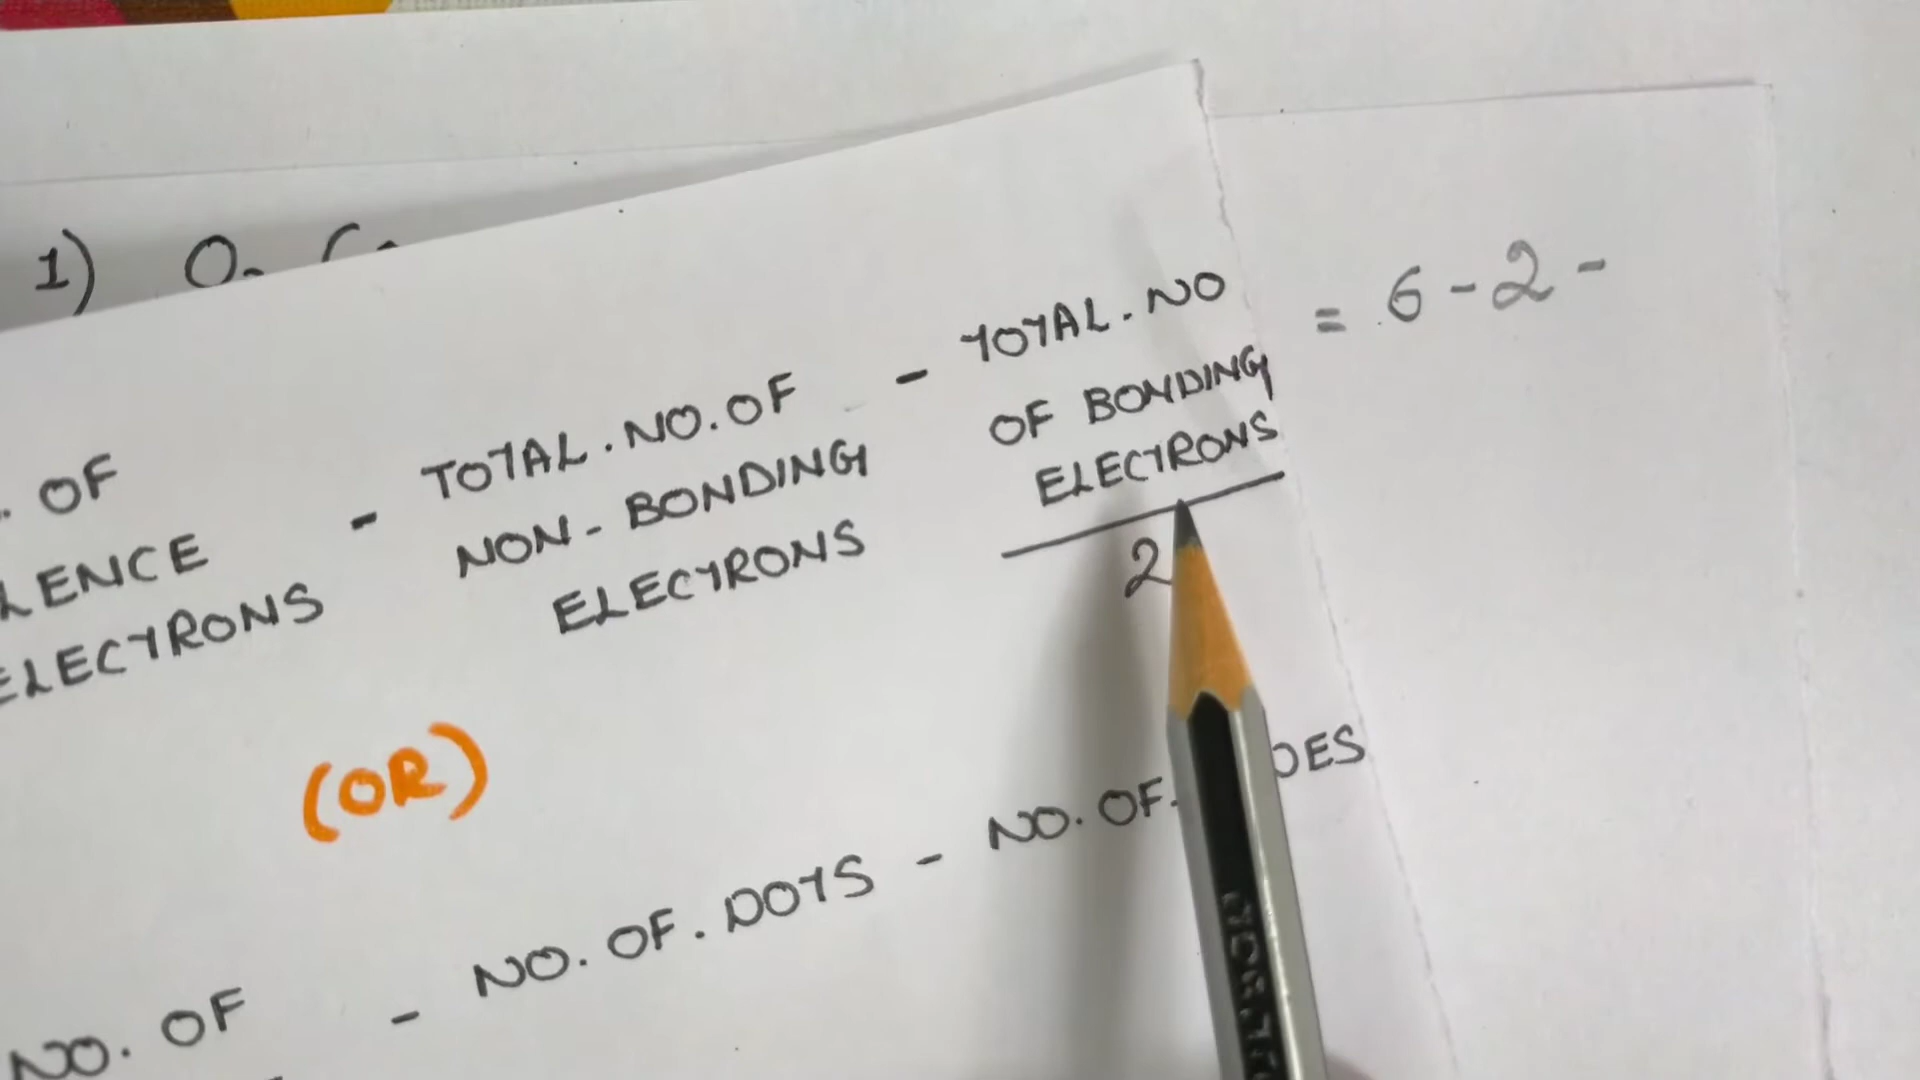 1) O
= 6 - 2 -
. OF
LENCE
ELECTRONS
- TOTAL. NO. OF
NON-BONDING
ELECTRONS
- TOTAL. NO
OF BONDING
ELECTRONS
2
(OR)
NO. OF - NO. OF. DOTS - NO. OF.